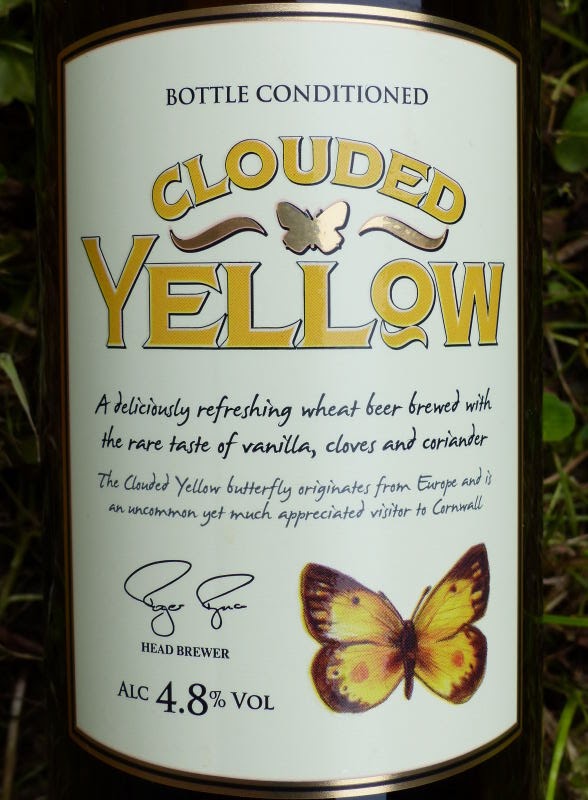 BOTTLE CONDITIONED
CLOUDED
YELLOW
A deliciously refreshing wheat beer brewed with
the rare taste of vanilla, cloves and coriander
The Clouded Yellow butterfly originates from Europe and is
an uncommon yet much appreciated visitor to Cornwall
Roger
HEAD BREWER
ALC 4.8% VOL